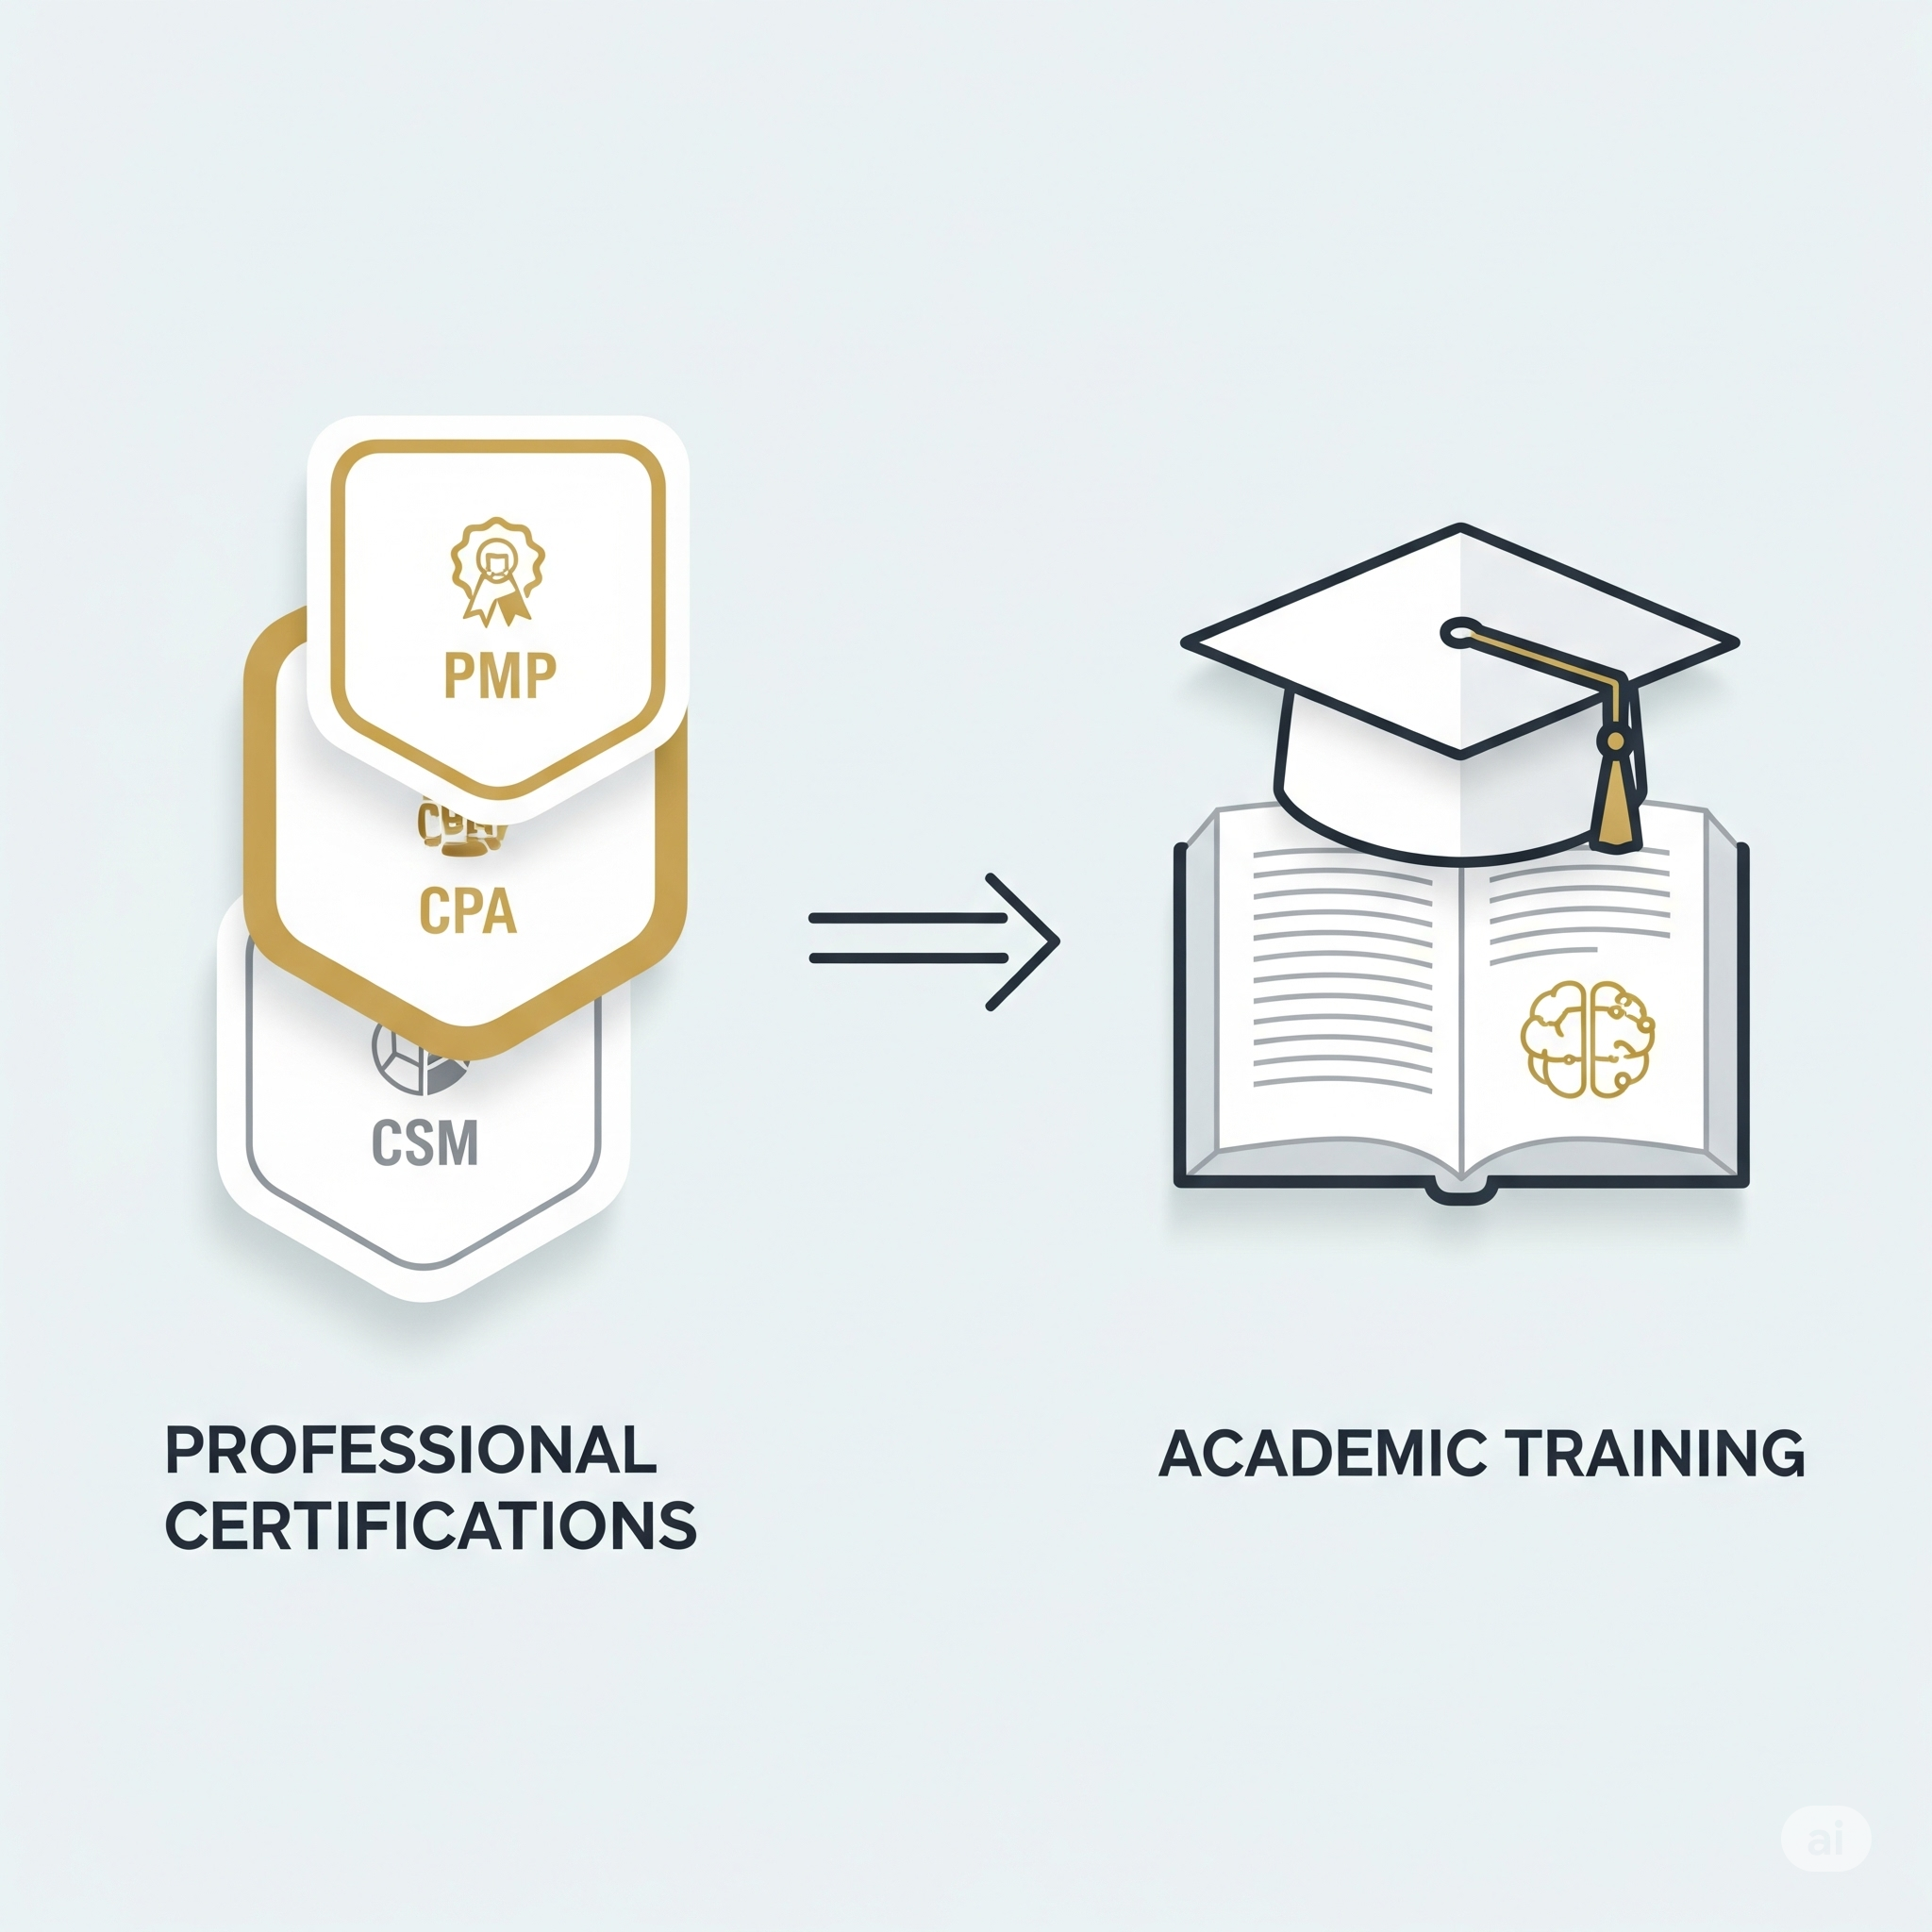 PMP
CPA
CSM
PROFESSIONAL
CERTIFICATIONS
ACADEMIC TRAINING
ai